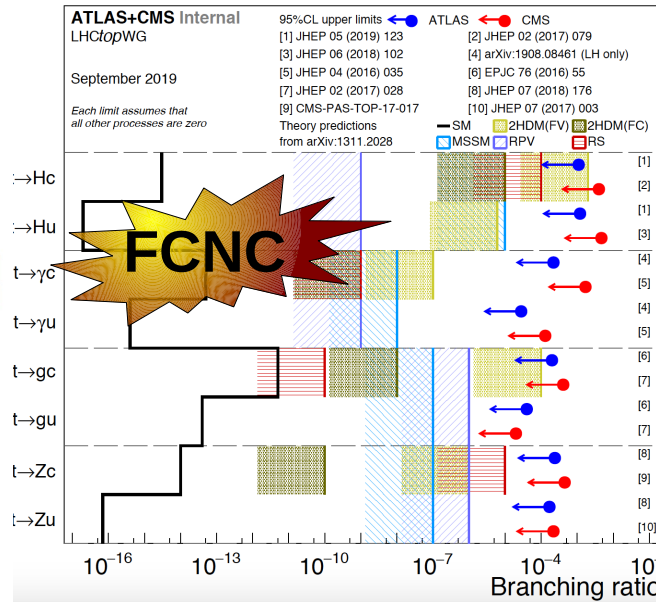 ATLAS+CMS Internal
LHCtopWG
September 2019
Each limit assumes that
all other processes are zero
95%CL upper limits ATLAS CMS
[1] JHEP 05 (2019) 123 [2] JHEP 02 (2017) 079
[3] JHEP 06 (2018) 102 [4] arXiv:1908.08461 (LH only)
[5] JHEP 04 (2016) 035 [6] EPJC 76 (2016) 55
[7] JHEP 02 (2017) 028 [8] JHEP 07 (2018) 176
[9] CMS-PAS-TOP-17-017 [10] JHEP 07 (2017) 003
Theory predictions
from arXiv:1311.2028
SM 2HDM(FV) 2HDM(FC)
MSSM RPV RS
t→Hc [1]
[2]
t→Hu [1]
[3]
FCNC
t→γc [4]
[5]
t→γu [4]
[5]
t→gc [6]
[7]
t→gu [6]
[7]
t→Zc [8]
[9]
t→Zu [8]
[10]
10−16 10−13 10−10 10−7 10−4
Branching ratio